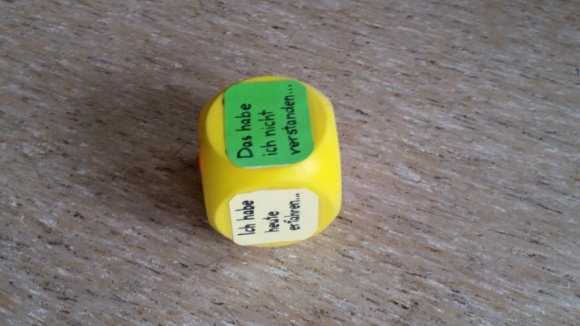 Das habe
ich nicht
verstanden...
Ich habe
heute
erfahren...